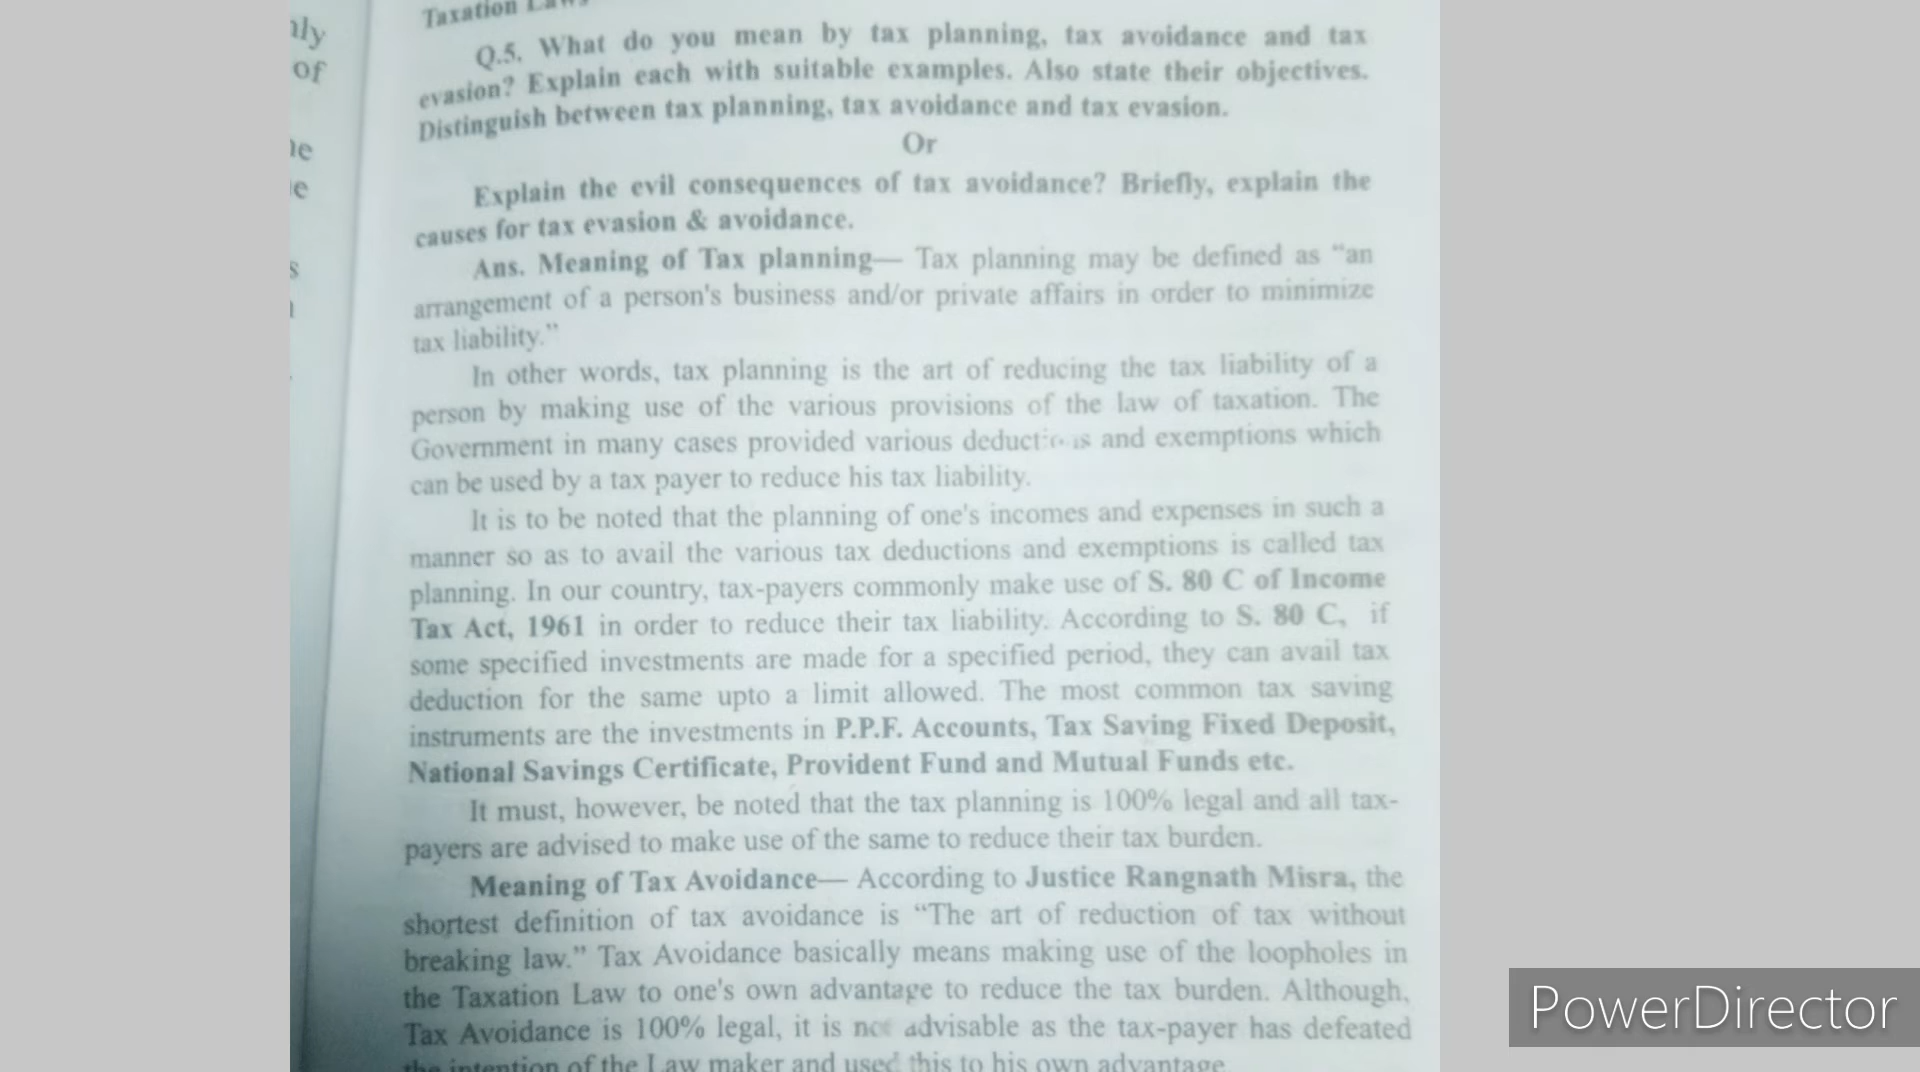 nly
of
Taxation Laws
Q.5. What do you mean by tax planning, tax avoidance and tax
evasion? Explain each with suitable examples. Also state their objectives.
Distinguish between tax planning, tax avoidance and tax evasion.
Or
Explain the evil consequences of tax avoidance? Briefly, explain the
causes for tax evasion & avoidance.
Ans. Meaning of Tax planning— Tax planning may be defined as “an
arrangement of a person's business and/or private affairs in order to minimize
tax liability.”
In other words, tax planning is the art of reducing the tax liability of a
person by making use of the various provisions of the law of taxation. The
Government in many cases provided various deductions and exemptions which
can be used by a tax payer to reduce his tax liability.
It is to be noted that the planning of one's incomes and expenses in such a
manner so as to avail the various tax deductions and exemptions is called tax
planning. In our country, tax-payers commonly make use of S. 80 C of Income
Tax Act, 1961 in order to reduce their tax liability. According to S. 80 C, if
some specified investments are made for a specified period, they can avail tax
deduction for the same upto a limit allowed. The most common tax saving
instruments are the investments in P.P.F. Accounts, Tax Saving Fixed Deposit,
National Savings Certificate, Provident Fund and Mutual Funds etc.
It must, however, be noted that the tax planning is 100% legal and all tax-
payers are advised to make use of the same to reduce their tax burden.
Meaning of Tax Avoidance— According to Justice Rangnath Misra, the
shortest definition of tax avoidance is “The art of reduction of tax without
breaking law.” Tax Avoidance basically means making use of the loopholes in
the Taxation Law to one's own advantage to reduce the tax burden. Although,
Tax Avoidance is 100% legal, it is not advisable as the tax-payer has defeated
the intention of the Law maker and used this to his own advantage.
PowerDirector